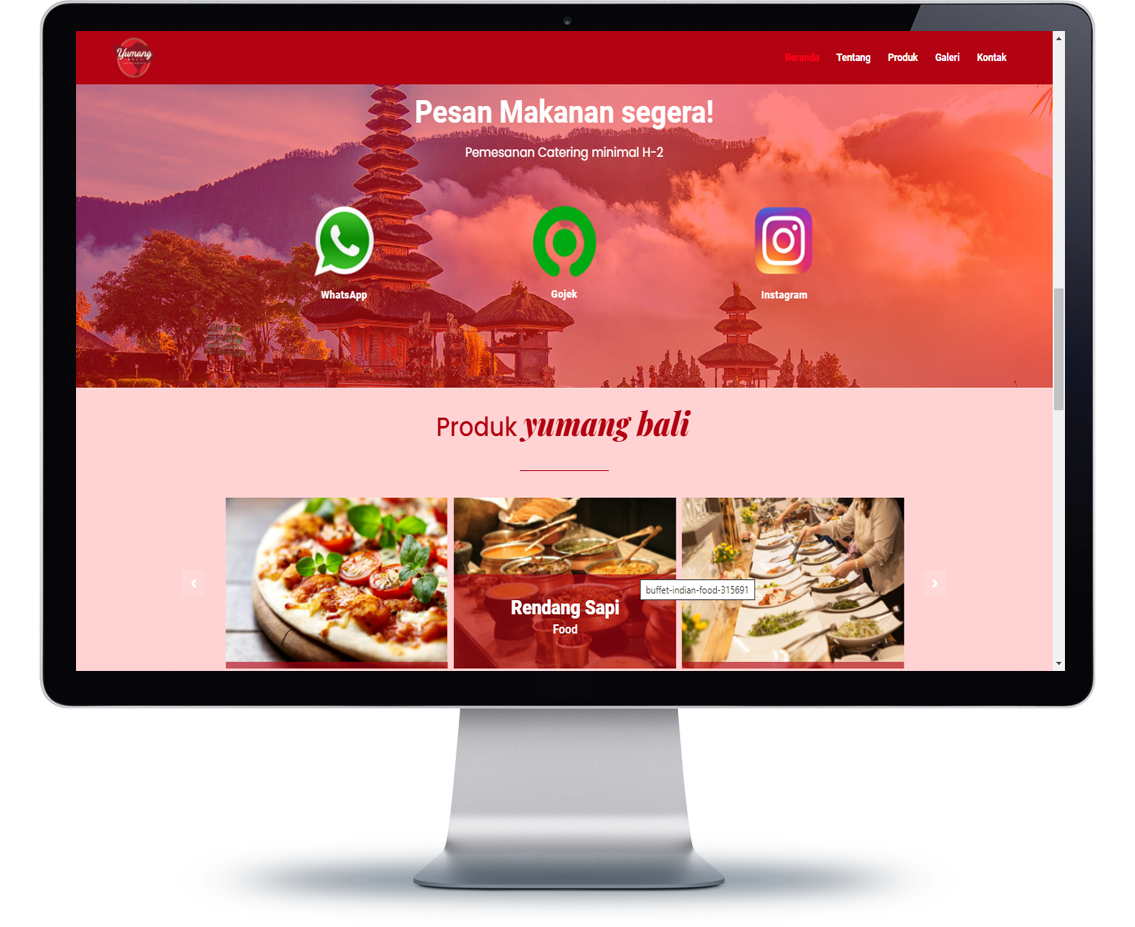 Yumang
Beranda Tentang Produk Galeri Kontak
Pesan Makanan segera!
Pemesanan Catering minimal H-2
WhatsApp Gojek Instagram
Produk yumang bali
buffet-indian-food-315691
Rendang Sapi
Food